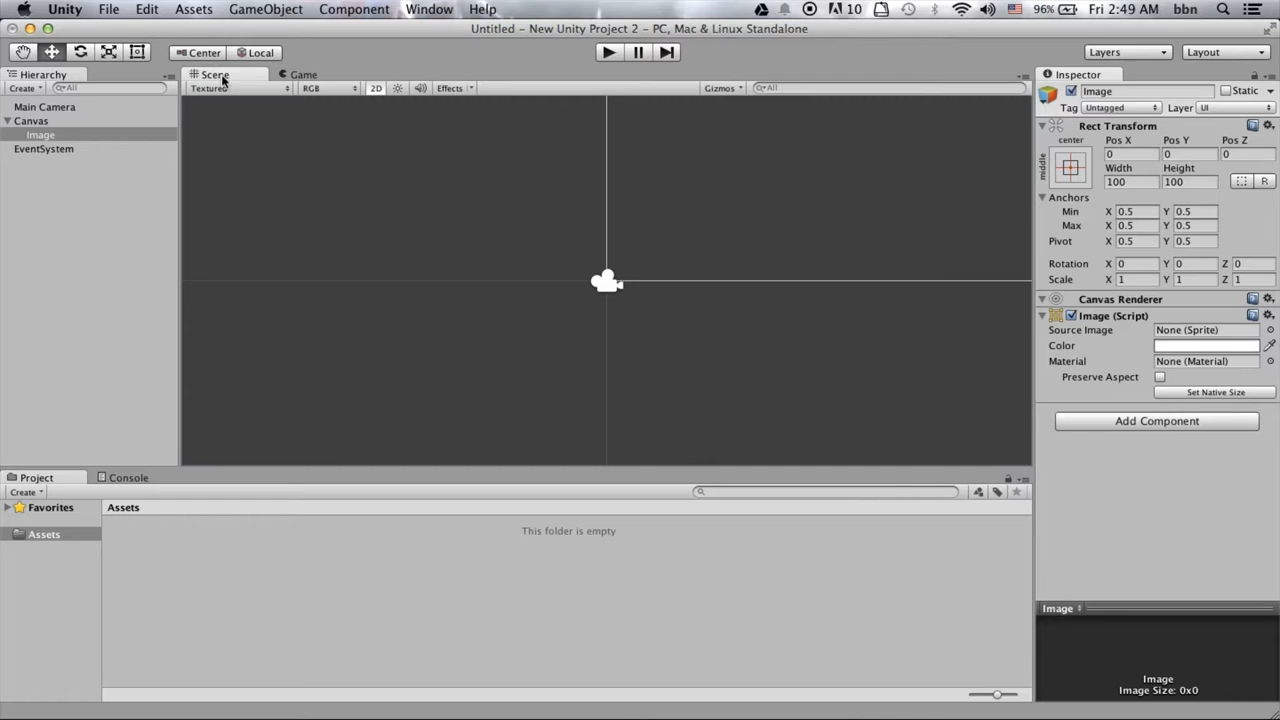 Unity File Edit Assets GameObject Component Window Help 10 96% Fri 2:49 AM bbn
Untitled - New Unity Project 2 - PC, Mac & Linux Standalone
Center Local Layers Layout
Hierarchy Scene Game Inspector
Create All Textured RGB 2D Effects Gizmos All
Image Static
Tag Untagged Layer UI
Main Camera
Canvas
Image
EventSystem
Rect Transform
center Pos X Pos Y Pos Z
middle 0 0 0
Width Height
100 100 R
Anchors
Min X 0.5 Y 0.5
Max X 0.5 Y 0.5
Pivot X 0.5 Y 0.5
Rotation X 0 Y 0 Z 0
Scale X 1 Y 1 Z 1
Canvas Renderer
Image (Script)
Source Image None (Sprite)
Color
Material None (Material)
Preserve Aspect
Set Native Size
Add Component
Project Console
Create
Favorites Assets
Assets This folder is empty
Image
Image
Image Size: 0x0